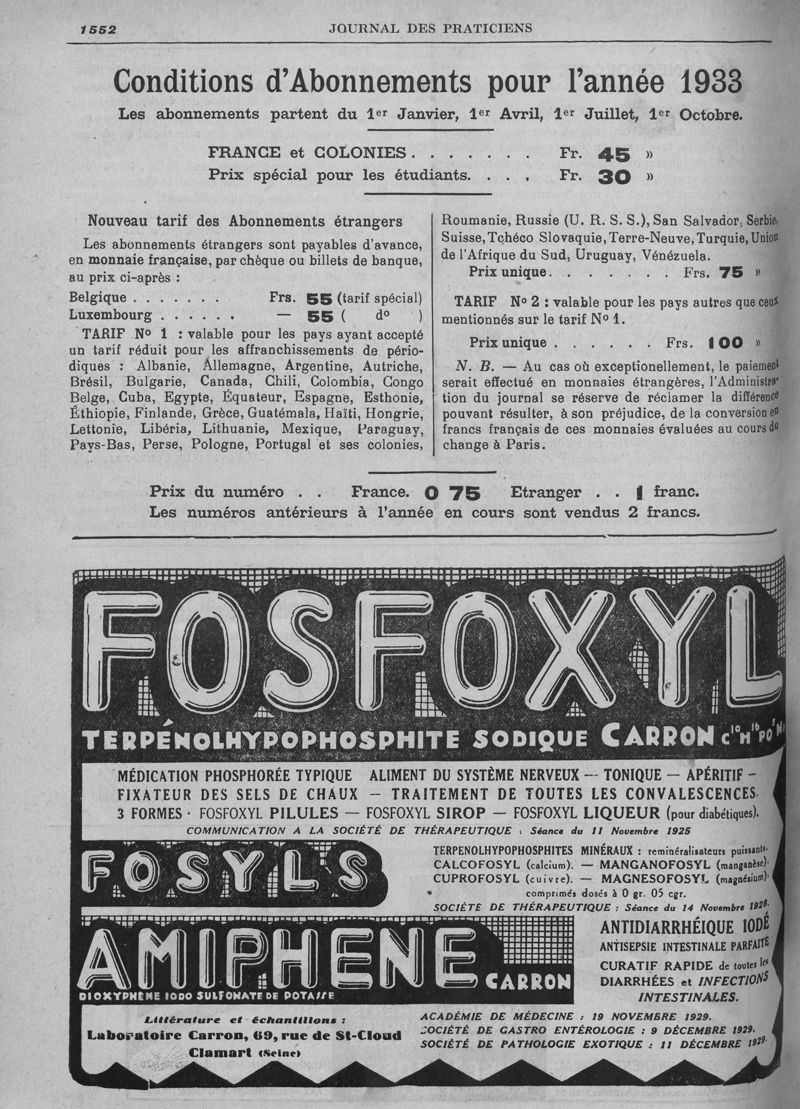 1552
JOURNAL DES PRATICIENS
Conditions d'Abonnements pour l'année 1933
Les abonnements partent du 1er Janvier, 1er Avril, 1er Juillet, 1er Octobre.
FRANCE et COLONIES . . . . . . . Fr. 45 »
Prix spécial pour les étudiants. . . . Fr. 30 »
Nouveau tarif des Abonnements étrangers
Les abonnements étrangers sont payables d'avance,
en monnaie française, par chèque ou billets de banque,
au prix ci-après :
Belgique . . . . . . . Frs. 55 (tarif spécial)
Luxembourg . . . . . . — 55 ( do )
TARIF No 1 : valable pour les pays ayant accepté
un tarif réduit pour les affranchissements de pério-
diques : Albanie, Allemagne, Argentine, Autriche,
Brésil, Bulgarie, Canada, Chili, Colombia, Congo
Belge, Cuba, Egypte, Équateur, Espagne, Esthonie,
Éthiopie, Finlande, Grèce, Guatémala, Haïti, Hongrie,
Lettonie, Libéria, Lithuanie, Mexique, Paraguay,
Pays-Bas, Perse, Pologne, Portugal et ses colonies,
Roumanie, Russie (U. R. S. S.), San Salvador, Serbie,
Suisse, Tchéco Slovaquie, Terre-Neuve, Turquie, Union
de l'Afrique du Sud, Uruguay, Vénézuela.
Prix unique. . . . . . . . Frs. 75 »
TARIF No 2 : valable pour les pays autres que ceux
mentionnés sur le tarif No 1.
Prix unique . . . . . . Frs. 100 »
N. B. — Au cas où exceptionellement, le paiement
serait effectué en monnaies étrangères, l'Administra-
tion du journal se réserve de réclamer la différence
pouvant résulter, à son préjudice, de la conversion en
francs français de ces monnaies évaluées au cours du
change à Paris.
Prix du numéro . . France. 0 75 Etranger . . 1 franc.
Les numéros antérieurs à l'année en cours sont vendus 2 francs.
FOSFOXYL
TERPÉNOLHYPOPHOSPHITE SODIQUE CARRON C10H16PO3Na
MÉDICATION PHOSPHORÉE TYPIQUE ALIMENT DU SYSTÈME NERVEUX — TONIQUE — APÉRITIF —
FIXATEUR DES SELS DE CHAUX — TRAITEMENT DE TOUTES LES CONVALESCENCES.
3 FORMES · FOSFOXYL PILULES — FOSFOXYL SIROP — FOSFOXYL LIQUEUR (pour diabétiques).
COMMUNICATION A LA SOCIÉTÉ DE THÉRAPEUTIQUE : Séance du 11 Novembre 1925
FOSYLS
TERPENOLHYPOPHOSPHITES MINÉRAUX : reminéralisateurs puissants.
CALCOFOSYL (calcium). — MANGANOFOSYL (manganèse).
CUPROFOSYL (cuivre). — MAGNESOFOSYL (magnésium).
comprimés dosés à 0 gr. 05 cgr.
SOCIÉTÉ DE THÉRAPEUTIQUE : Séance du 14 Novembre 1928.
AMIPHENE
CARRON
DIOXYPHÈNE IODO SULFONATE DE POTASSE
ANTIDIARRHÉIQUE IODÉ
ANTISEPSIE INTESTINALE PARFAITE
CURATIF RAPIDE de toutes les
DIARRHÉES et INFECTIONS
INTESTINALES.
Littérature et échantillons :
Laboratoire Carron, 69, rue de St-Cloud
Clamart (Seine)
ACADÉMIE DE MÉDECINE : 19 NOVEMBRE 1929.
SOCIÉTÉ DE GASTRO ENTÉROLOGIE : 9 DÉCEMBRE 1929.
SOCIÉTÉ DE PATHOLOGIE EXOTIQUE : 11 DÉCEMBRE 1929.